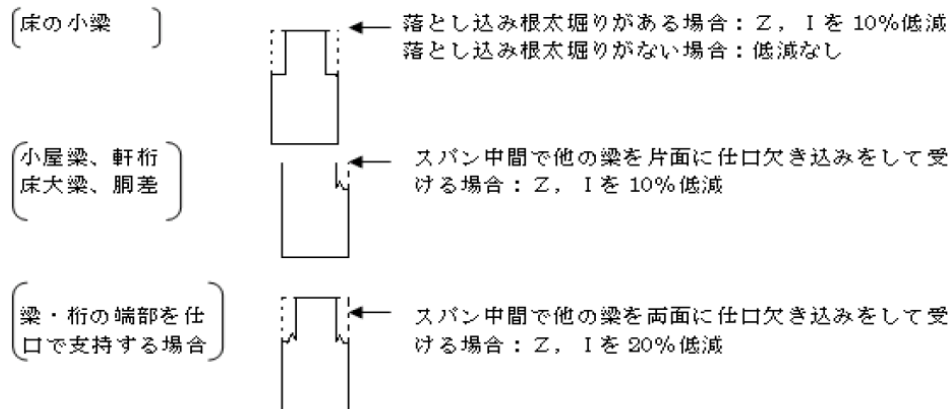 床の小梁
落とし込み根太堀りがある場合：Ｚ，Ｉを10%低減
落とし込み根太堀りがない場合：低減なし
小屋梁、軒桁
床大梁、胴差
スパン中間で他の梁を片面に仕口欠き込みをして受
ける場合：Ｚ，Ｉを10%低減
梁・桁の端部を仕
口で支持する場合
スパン中間で他の梁を両面に仕口欠き込みをして受
ける場合：Ｚ，Ｉを20%低減